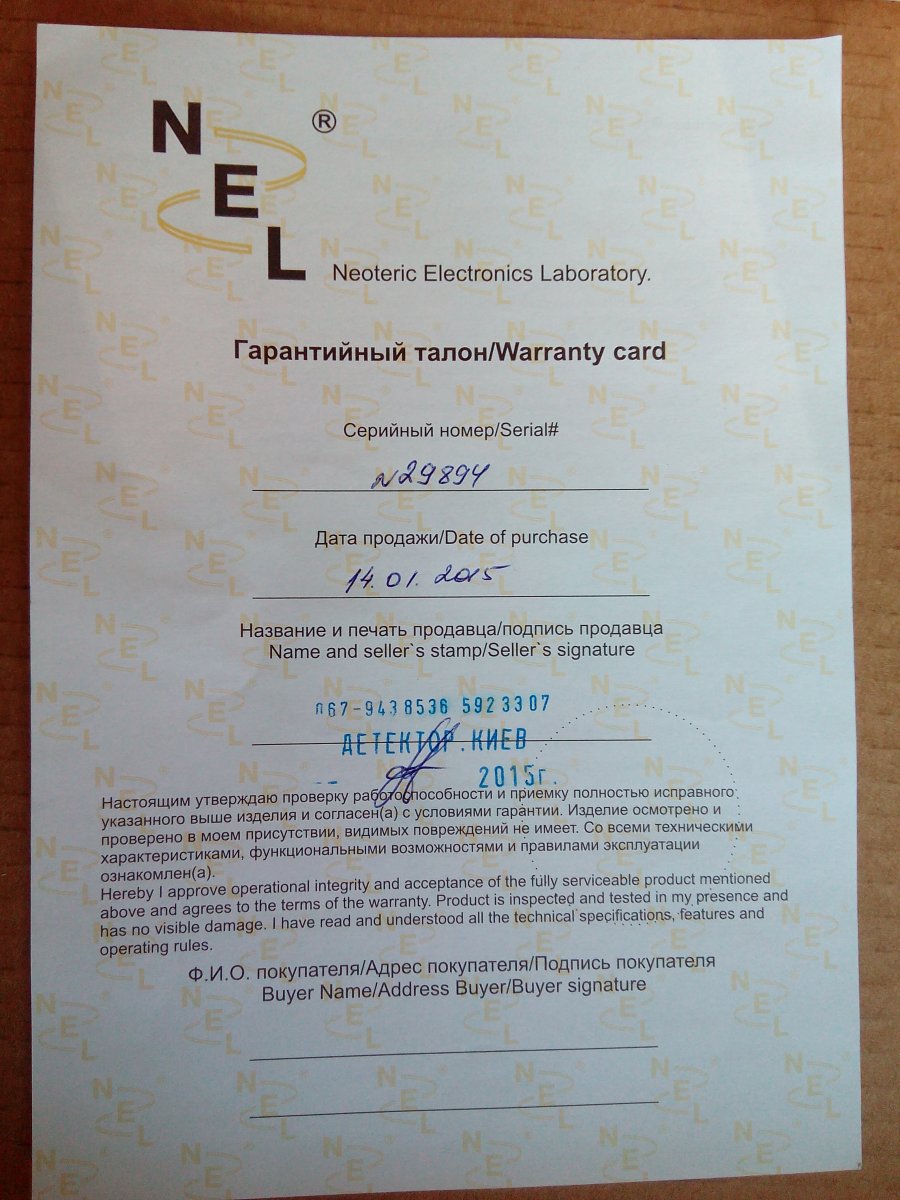 N
E
L
®
Neoteric Electronics Laboratory.
Гарантийный талон/Warranty card
Серийный номер/Serial#
N29894
Дата продажи/Date of purchase
14.01.2015
Название и печать продавца/подпись продавца
Name and seller`s stamp/Seller`s signature
067-9438536 5923307
ДЕТЕКТОР.КИЕВ
2015г.
Настоящим утверждаю проверку работоспособности и приемку полностью исправного
указанного выше изделия и согласен(а) с условиями гарантии. Изделие осмотрено и
проверено в моем присутствии, видимых повреждений не имеет. Со всеми техническими
характеристиками, функциональными возможностями и правилами эксплуатации
ознакомлен(а).
Hereby I approve operational integrity and acceptance of the fully serviceable product mentioned
above and agrees to the terms of the warranty. Product is inspected and tested in my presence and
has no visible damage. I have read and understood all the technical specifications, features and
operating rules.
Ф.И.О. покупателя/Адрес покупателя/Подпись покупателя
Buyer Name/Address Buyer/Buyer signature